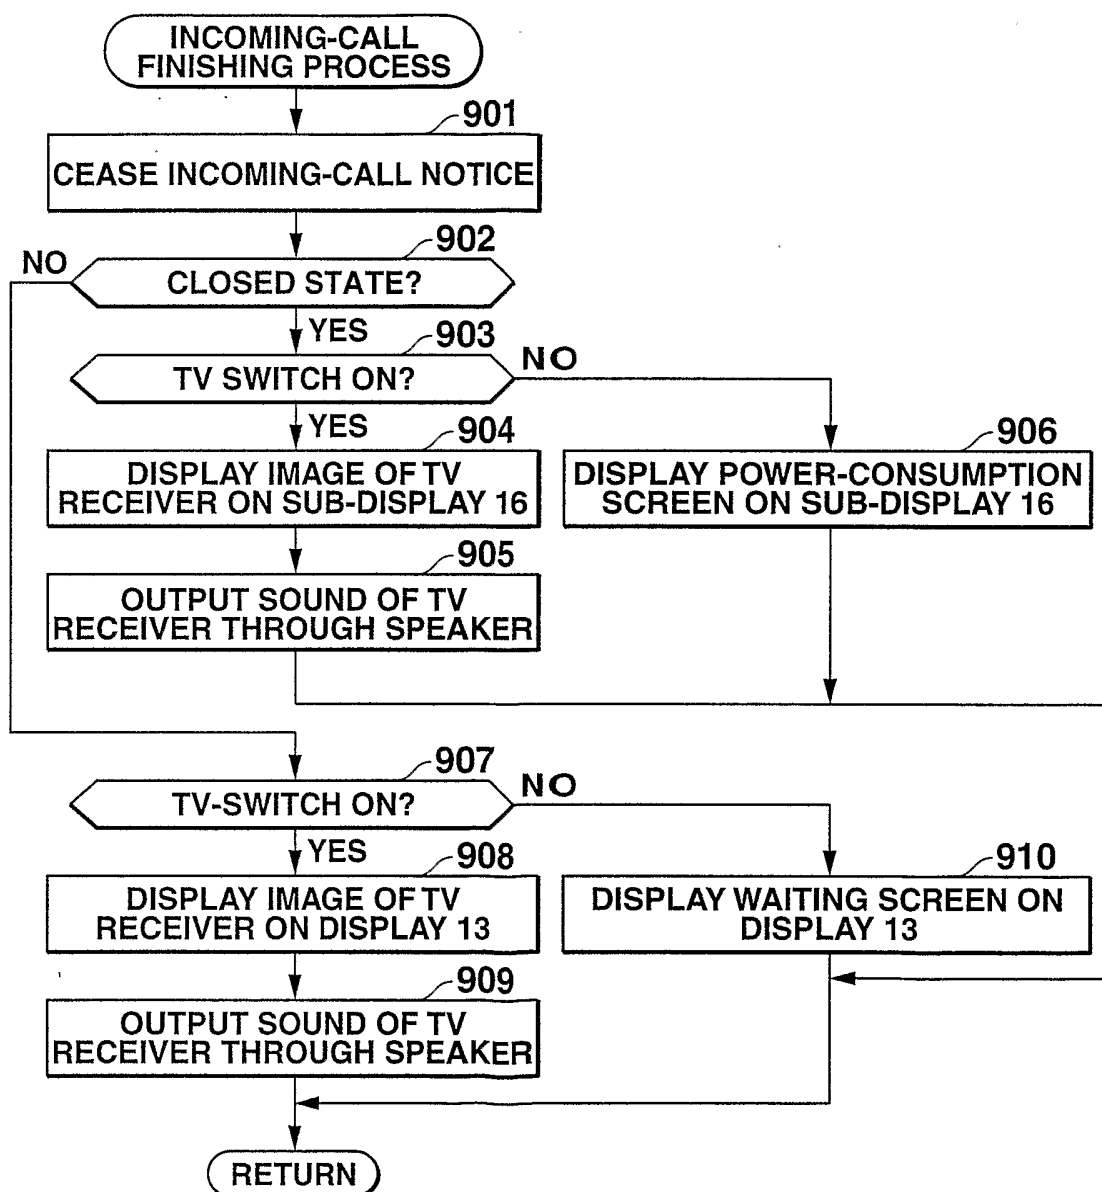 INCOMING-CALL
FINISHING PROCESS
901
CEASE INCOMING-CALL NOTICE
902
NO
CLOSED STATE?
YES
903
NO
TV SWITCH ON?
YES
904
906
DISPLAY IMAGE OF TV
RECEIVER ON SUB-DISPLAY 16
DISPLAY POWER-CONSUMPTION
SCREEN ON SUB-DISPLAY 16
905
OUTPUT SOUND OF TV
RECEIVER THROUGH SPEAKER
907
NO
TV-SWITCH ON?
YES
908
910
DISPLAY IMAGE OF TV
RECEIVER ON DISPLAY 13
DISPLAY WAITING SCREEN ON
DISPLAY 13
909
OUTPUT SOUND OF TV
RECEIVER THROUGH SPEAKER
RETURN